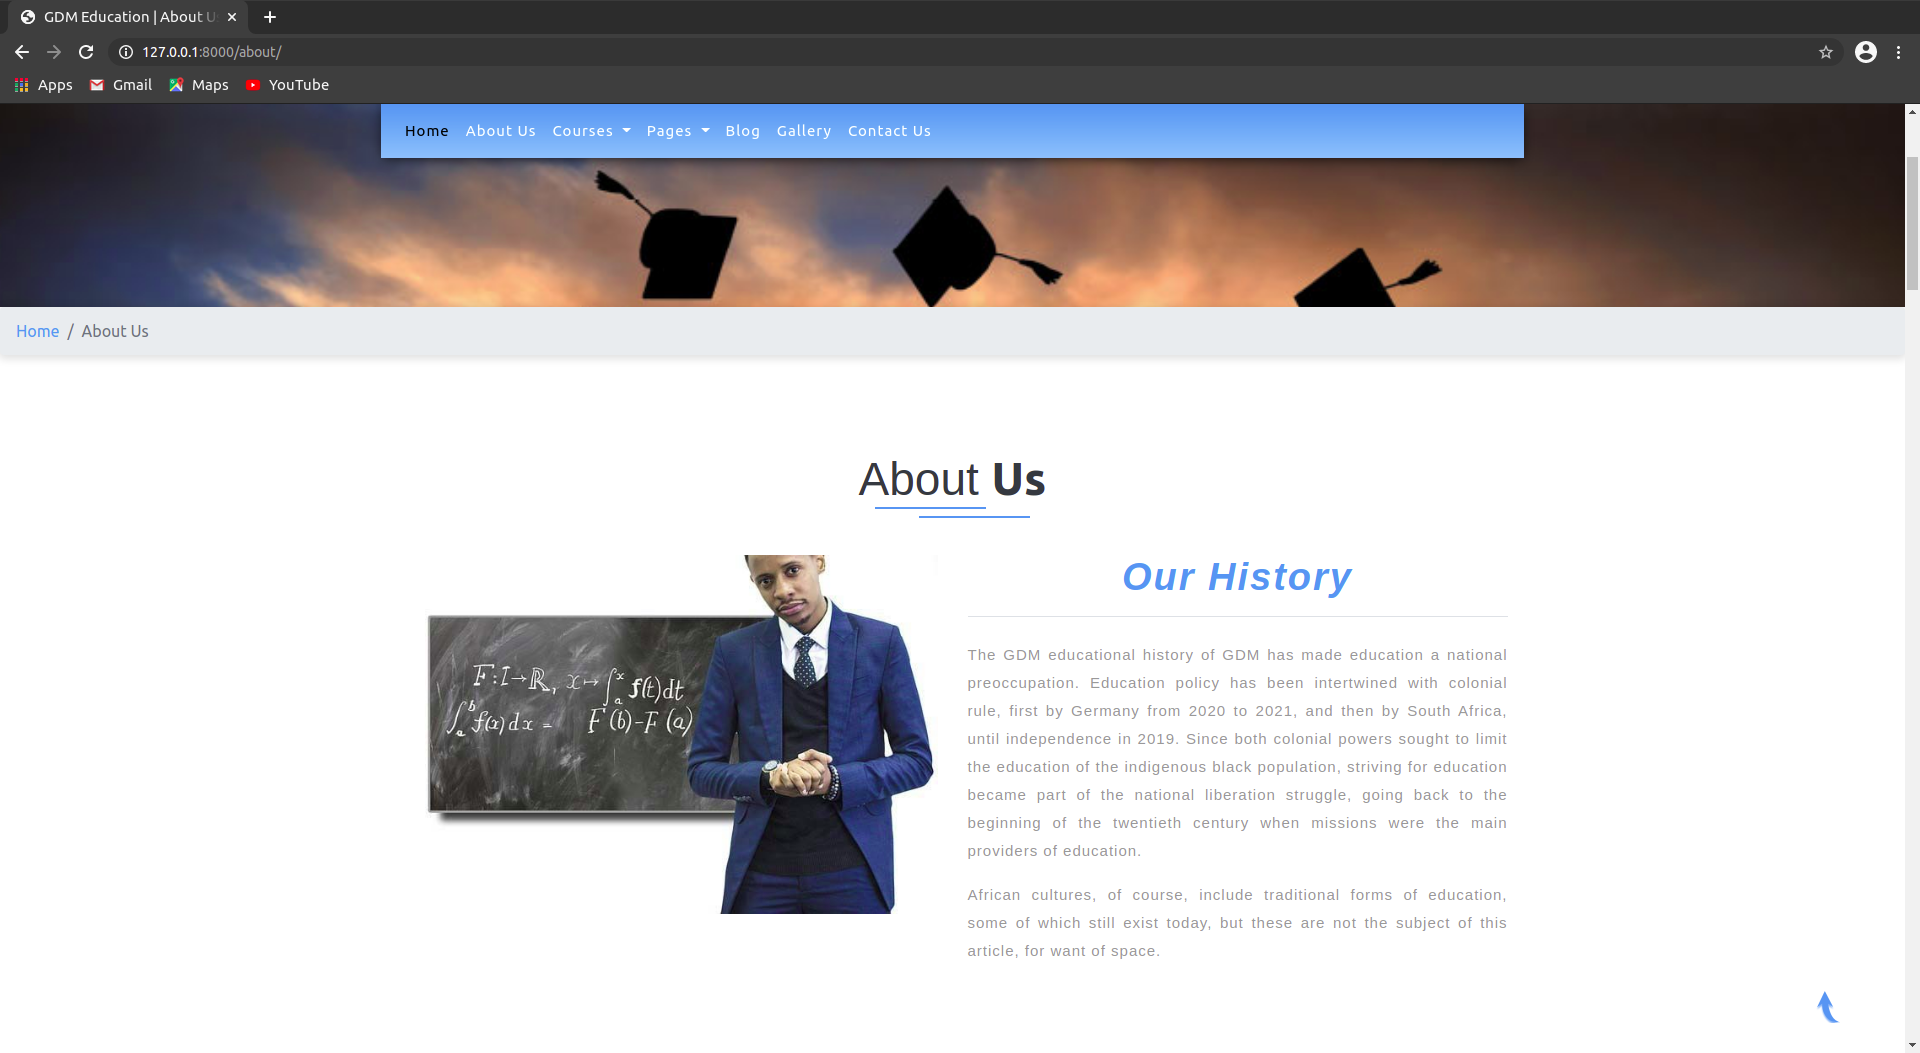 GDM Education | About Us
127.0.0.1:8000/about/
Apps Gmail Maps YouTube
Home About Us Courses Pages Blog Gallery Contact Us
Home / About Us
About Us
F:I→ℝ, x↦∫ₐˣ f(t)dt
∫ₐᵇ f(x)dx = F(b)-F(a)
Our History
The GDM educational history of GDM has made education a national
preoccupation. Education policy has been intertwined with colonial
rule, first by Germany from 2020 to 2021, and then by South Africa,
until independence in 2019. Since both colonial powers sought to limit
the education of the indigenous black population, striving for education
became part of the national liberation struggle, going back to the
beginning of the twentieth century when missions were the main
providers of education.
African cultures, of course, include traditional forms of education,
some of which still exist today, but these are not the subject of this
article, for want of space.